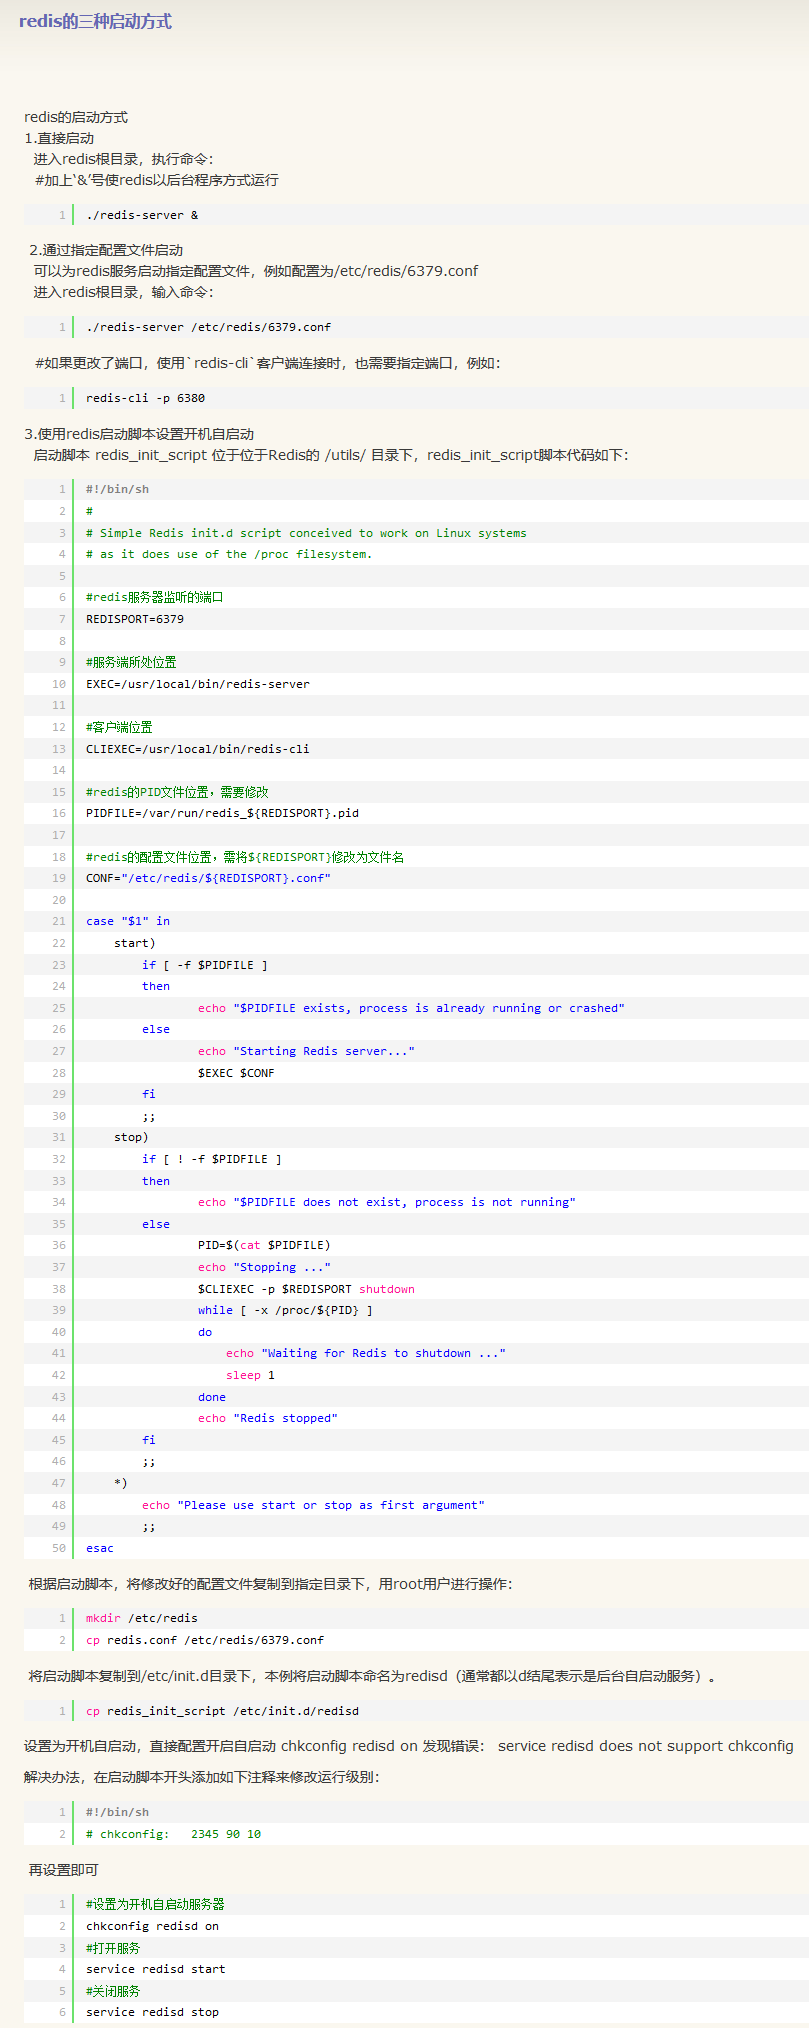 redis的三种启动方式
redis的启动方式
1.直接启动
进入redis根目录，执行命令:
#加上‘&’号使redis以后台程序方式运行
1 ./redis-server &
2.通过指定配置文件启动
可以为redis服务启动指定配置文件，例如配置为/etc/redis/6379.conf
进入redis根目录，输入命令：
1 ./redis-server /etc/redis/6379.conf
#如果更改了端口，使用`redis-cli`客户端连接时，也需要指定端口，例如：
1 redis-cli -p 6380
3.使用redis启动脚本设置开机自启动
启动脚本 redis_init_script 位于位于Redis的 /utils/ 目录下，redis_init_script脚本代码如下：
1 #!/bin/sh
2 #
3 # Simple Redis init.d script conceived to work on Linux systems
4 # as it does use of the /proc filesystem.
5
6 #redis服务器监听的端口
7 REDISPORT=6379
8
9 #服务端所处位置
10 EXEC=/usr/local/bin/redis-server
11
12 #客户端位置
13 CLIEXEC=/usr/local/bin/redis-cli
14
15 #redis的PID文件位置，需要修改
16 PIDFILE=/var/run/redis_${REDISPORT}.pid
17
18 #redis的配置文件位置，需将${REDISPORT}修改为文件名
19 CONF="/etc/redis/${REDISPORT}.conf"
20
21 case "$1" in
22 start)
23 if [ -f $PIDFILE ]
24 then
25 echo "$PIDFILE exists, process is already running or crashed"
26 else
27 echo "Starting Redis server..."
28 $EXEC $CONF
29 fi
30 ;;
31 stop)
32 if [ ! -f $PIDFILE ]
33 then
34 echo "$PIDFILE does not exist, process is not running"
35 else
36 PID=$(cat $PIDFILE)
37 echo "Stopping ..."
38 $CLIEXEC -p $REDISPORT shutdown
39 while [ -x /proc/${PID} ]
40 do
41 echo "Waiting for Redis to shutdown ..."
42 sleep 1
43 done
44 echo "Redis stopped"
45 fi
46 ;;
47 *)
48 echo "Please use start or stop as first argument"
49 ;;
50 esac
根据启动脚本，将修改好的配置文件复制到指定目录下，用root用户进行操作：
1 mkdir /etc/redis
2 cp redis.conf /etc/redis/6379.conf
将启动脚本复制到/etc/init.d目录下，本例将启动脚本命名为redisd（通常都以d结尾表示是后台自启动服务）。
1 cp redis_init_script /etc/init.d/redisd
设置为开机自启动，直接配置开启自启动 chkconfig redisd on 发现错误： service redisd does not support chkconfig
解决办法，在启动脚本开头添加如下注释来修改运行级别：
1 #!/bin/sh
2 # chkconfig: 2345 90 10
再设置即可
1 #设置为开机自启动服务器
2 chkconfig redisd on
3 #打开服务
4 service redisd start
5 #关闭服务
6 service redisd stop